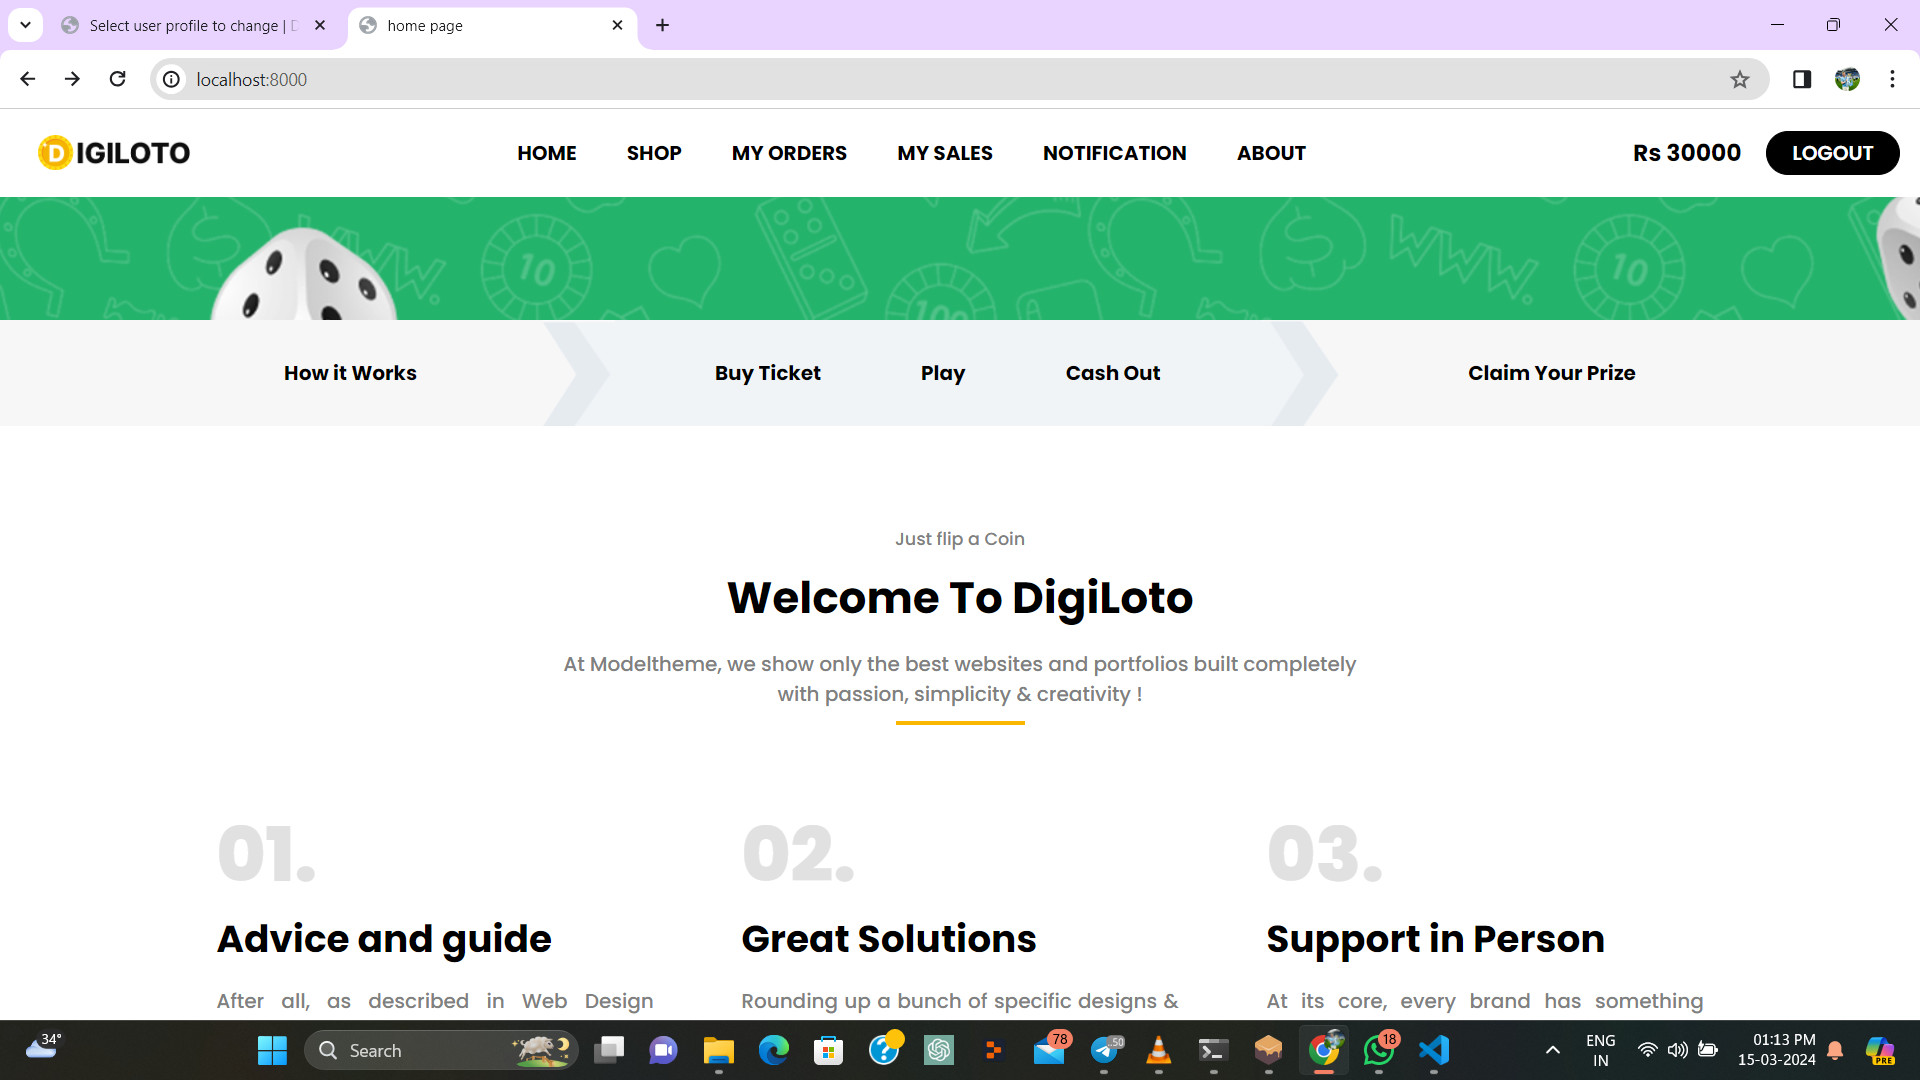 Select user profile to change | D
home page
localhost:8000
DIGILOTO
HOME SHOP MY ORDERS MY SALES NOTIFICATION ABOUT Rs 30000 LOGOUT
$ WW. 10 100 $ WWW. 10
How it Works Buy Ticket Play Cash Out Claim Your Prize
Just flip a Coin
Welcome To DigiLoto
At Modeltheme, we show only the best websites and portfolios built completely
with passion, simplicity & creativity !
01. 02. 03.
Advice and guide Great Solutions Support in Person
After all, as described in Web Design Rounding up a bunch of specific designs & At its core, every brand has something
34° Search 78 ..50 18 ENG 01:13 PM
IN 15-03-2024 PRE